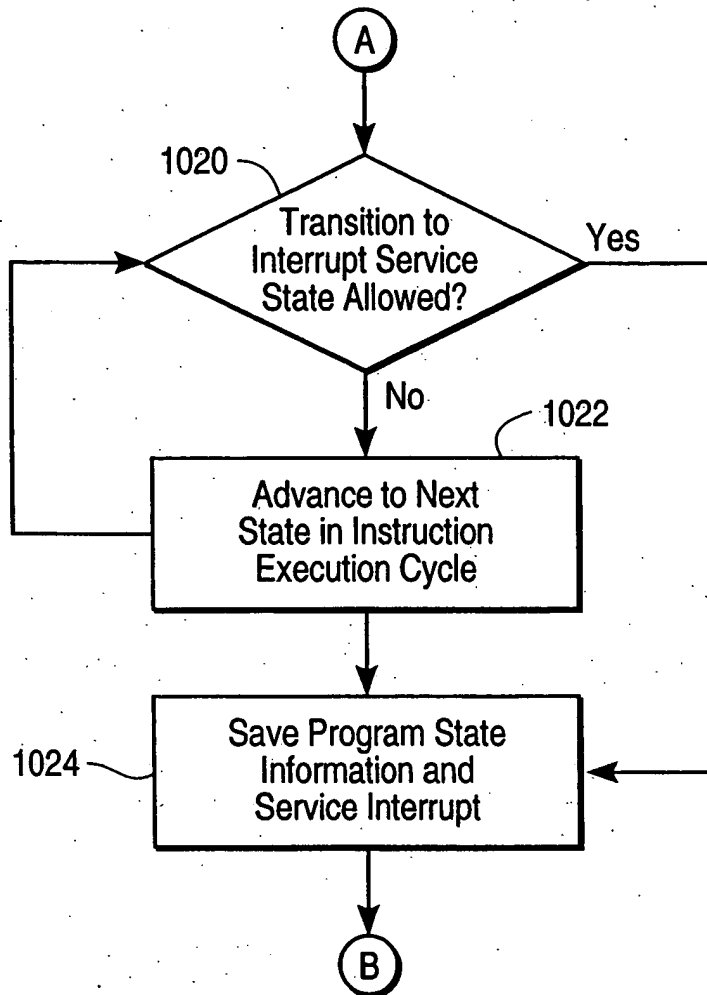 A
1020
Transition to
Interrupt Service
State Allowed?
Yes
No
1022
Advance to Next
State in Instruction
Execution Cycle
1024
Save Program State
Information and
Service Interrupt
B